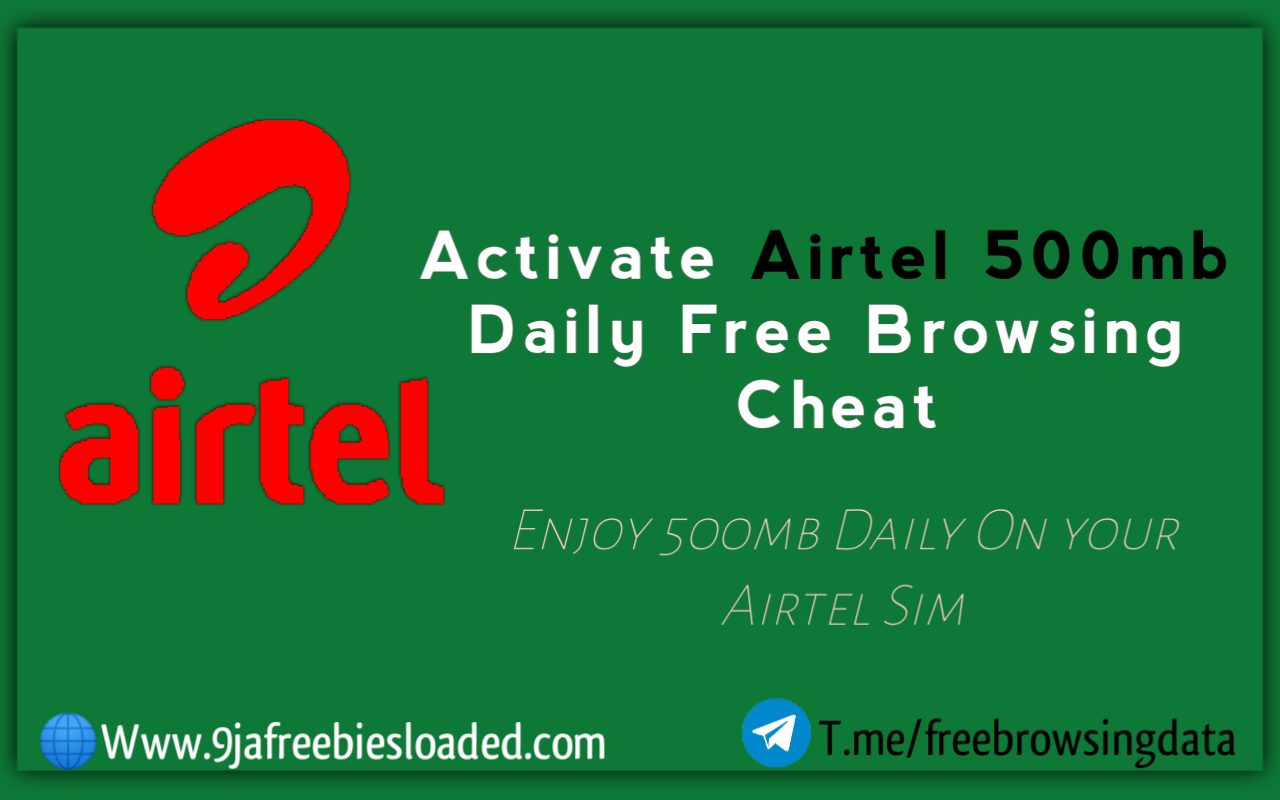 airtel
Activate Airtel 500mb
Daily Free Browsing
Cheat
Enjoy 500mb Daily On your
Airtel Sim
Www.9jafreebiesloaded.com
T.me/freebrowsingdata